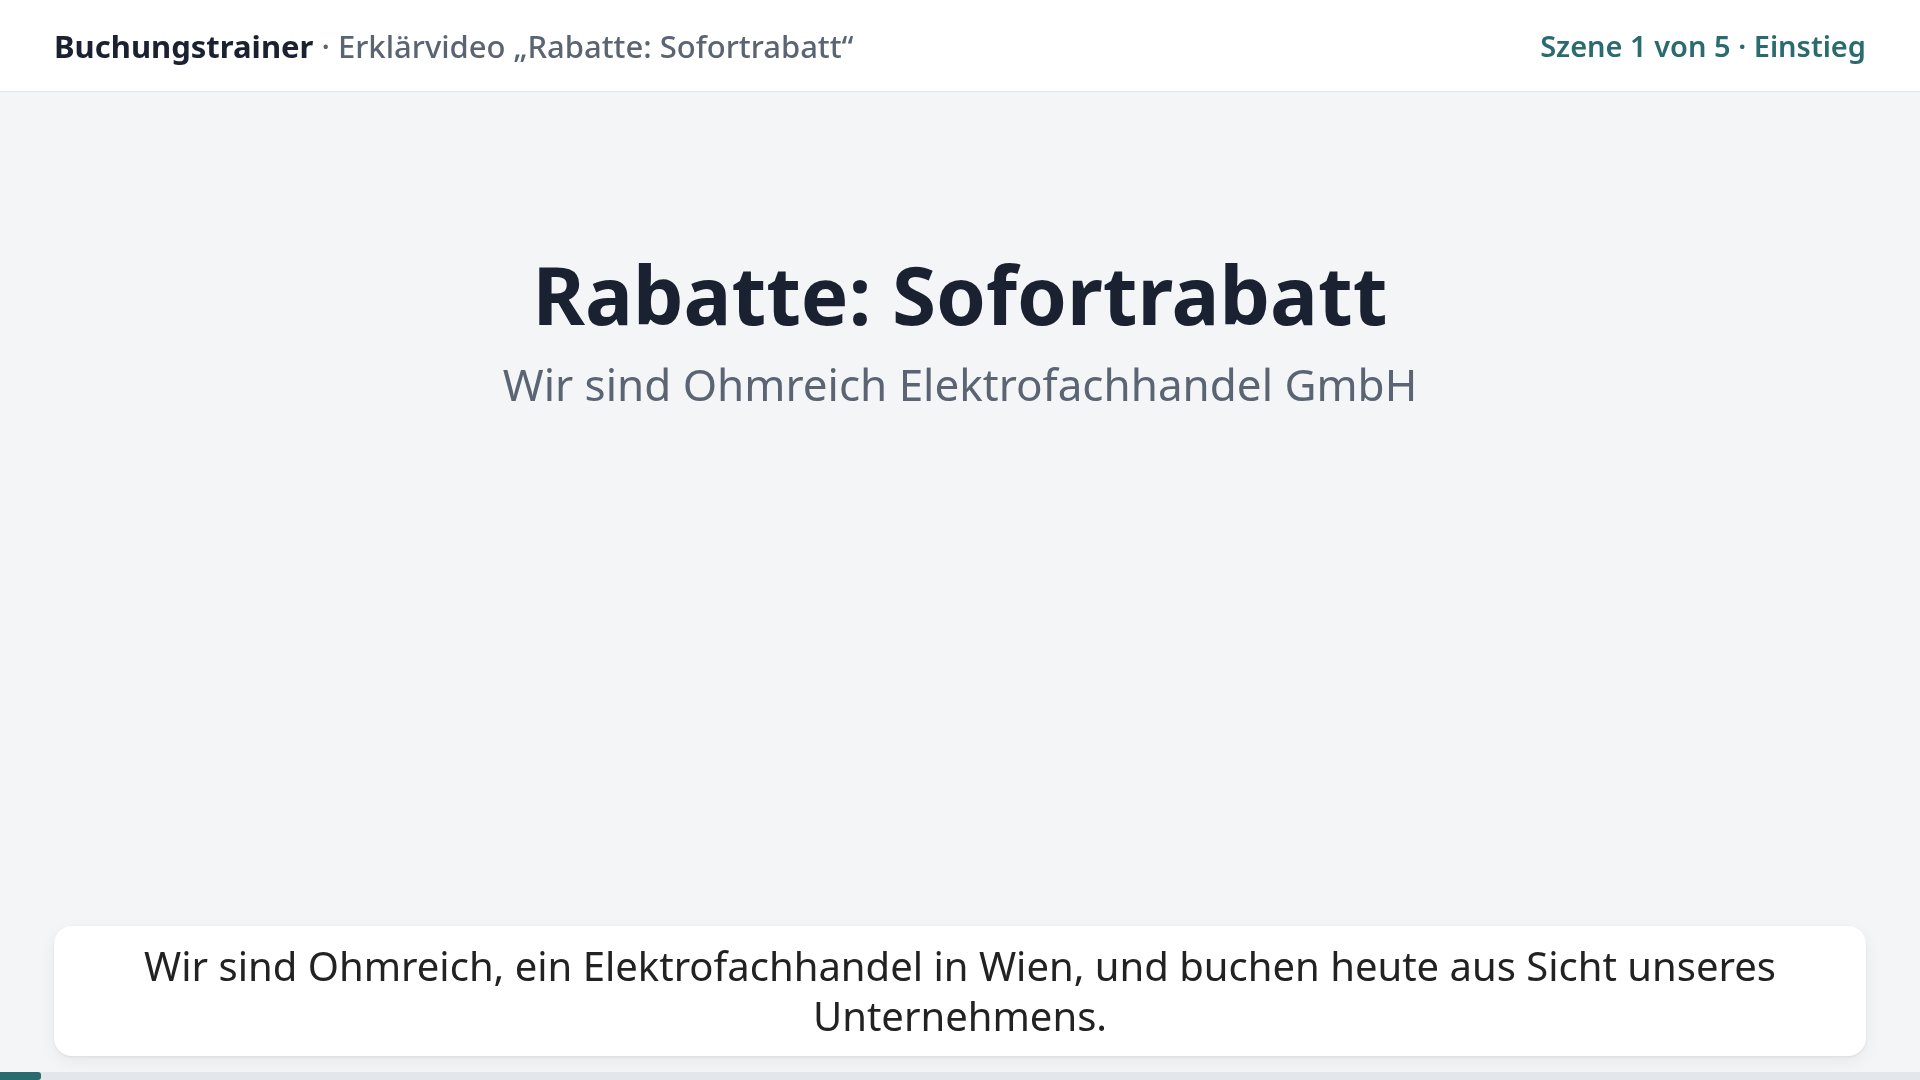 Buchungstrainer · Erklärvideo „Rabatte: Sofortrabatt“
Szene 1 von 5 · Einstieg
Rabatte: Sofortrabatt
Wir sind Ohmreich Elektrofachhandel GmbH
Wir sind Ohmreich, ein Elektrofachhandel in Wien, und buchen heute aus Sicht unseres
Unternehmens.